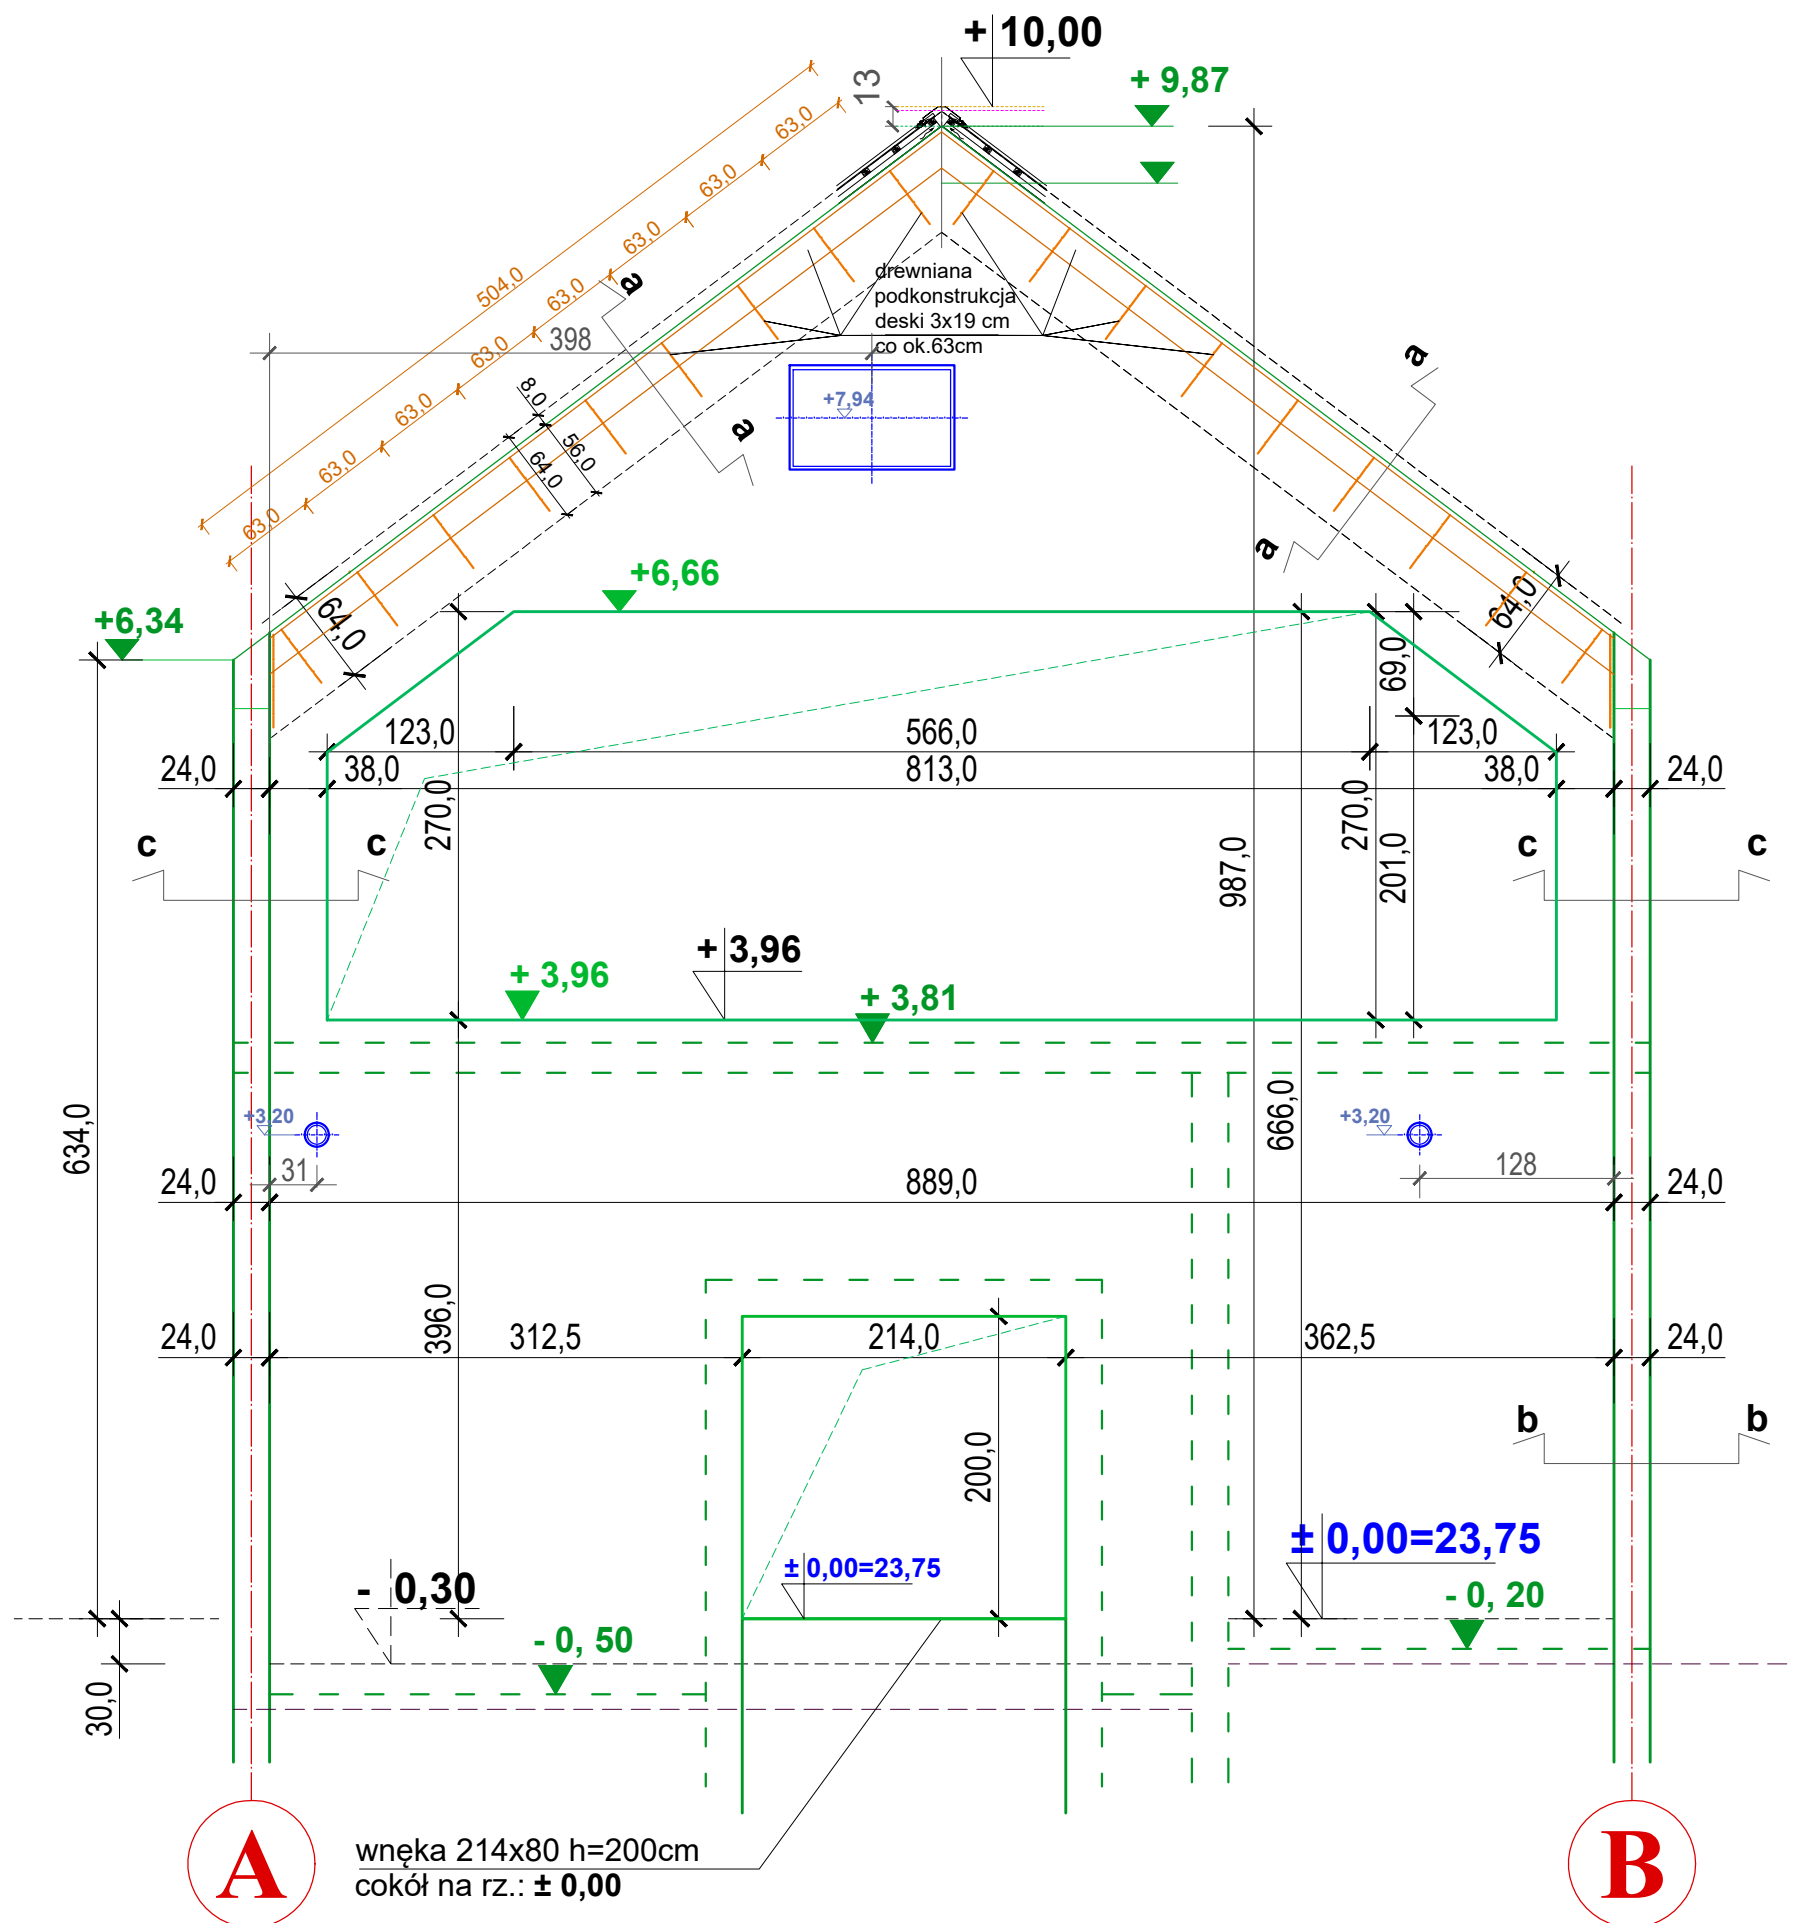 + 10,00
+ 9,87
13
63,0
63,0
63,0
63,0
63,0
63,0
63,0
63,0
504,0
a
a
a
a
drewniana
podkonstrukcja
deski 3x19 cm
co ok.63cm
398
8,0
56,0
64,0
+7,94
64,0
64,0
+6,66
+6,34
69,0
123,0
566,0
123,0
24,0
38,0
813,0
38,0
24,0
270,0
270,0
201,0
987,0
c
c
c
c
+ 3,96
+ 3,96
+ 3,81
634,0
666,0
+3,20
+3,20
31
128
24,0
889,0
24,0
396,0
24,0
312,5
214,0
362,5
24,0
200,0
b
b
± 0,00=23,75
± 0,00=23,75
- 0,30
- 0, 20
- 0, 50
30,0
A
B
wnęka 214x80 h=200cm
cokół na rz.: ± 0,00